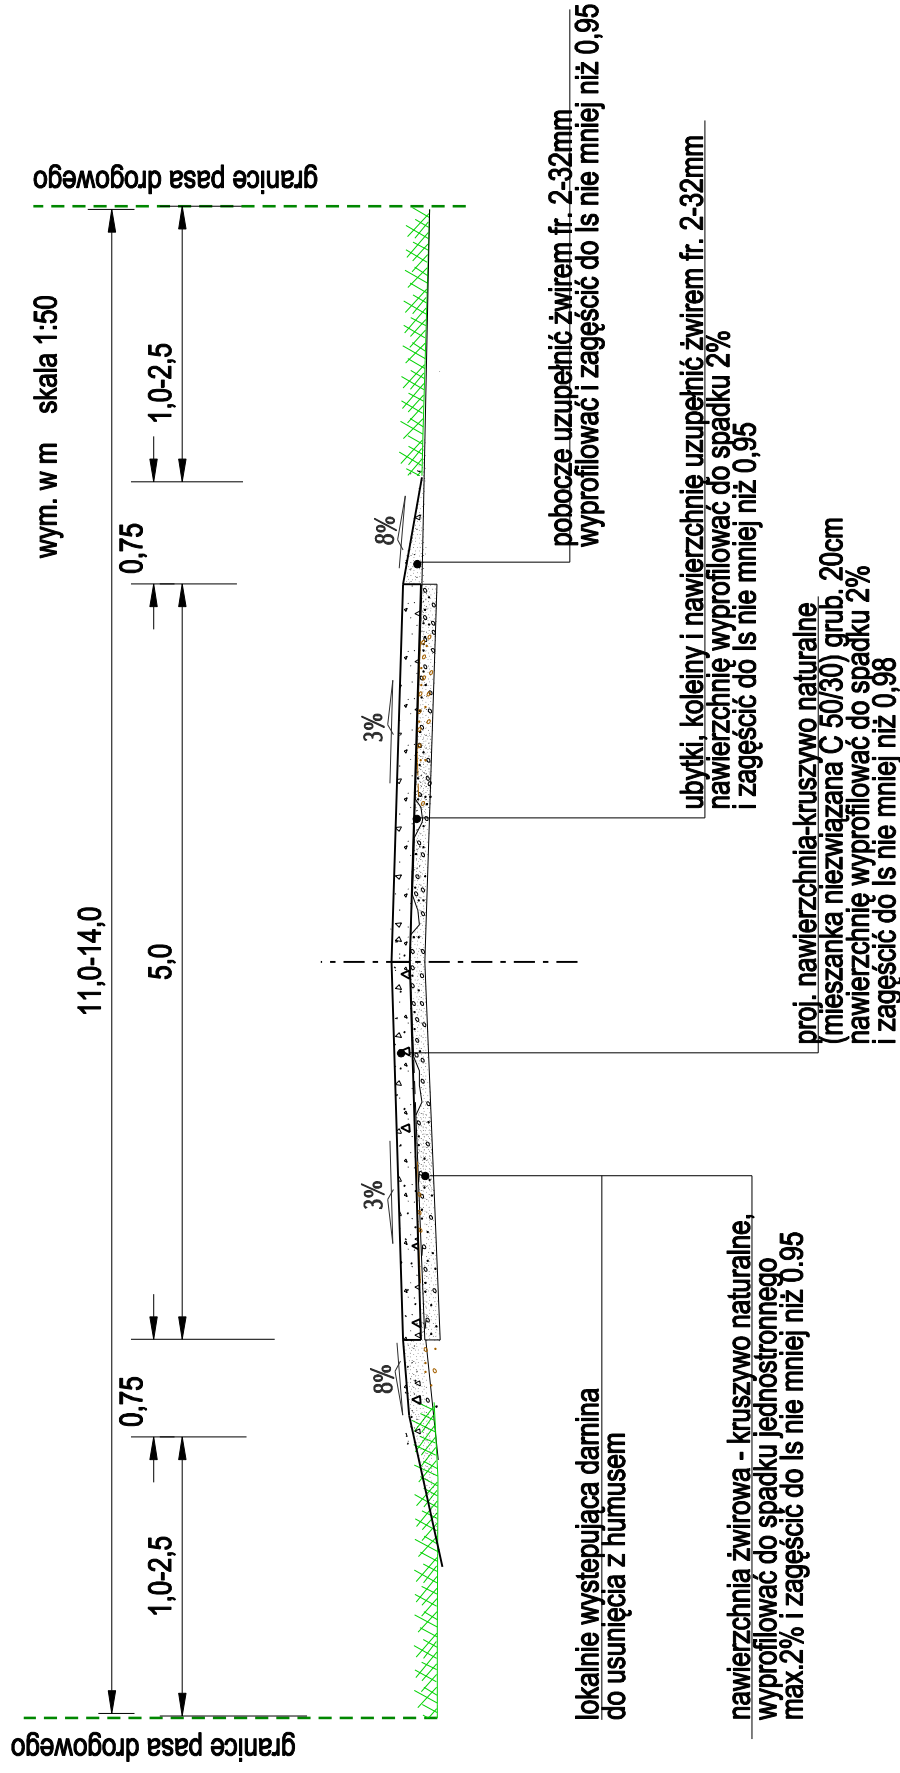 granice pasa drogowego
granice pasa drogowego
wym. w m skala 1:50
11,0-14,0
1,0-2,5
0,75
5,0
0,75
1,0-2,5
8%
3%
3%
8%
lokalnie wystepująca darnina
do usunięcia z humusem
nawierzchnia żwirowa - kruszywo naturalne,
wyprofilować do spadku jednostronnego
max.2% i zagęścić do Is nie mniej niż 0.95
proj. nawierzchnia-kruszywo naturalne
(mieszanka niezwiązana C 50/30) grub. 20cm
nawierzchnię wyprofilować do spadku 2%
i zagęścić do Is nie mniej niż 0,98
ubytki, koleiny i nawierzchnię uzupełnić żwirem fr. 2-32mm
nawierzchnię wyprofilować do spadku 2%
i zagęścić do Is nie mniej niż 0,95
pobocze uzupełnić żwirem fr. 2-32mm
wyprofilować i zagęścić do Is nie mniej niż 0,95